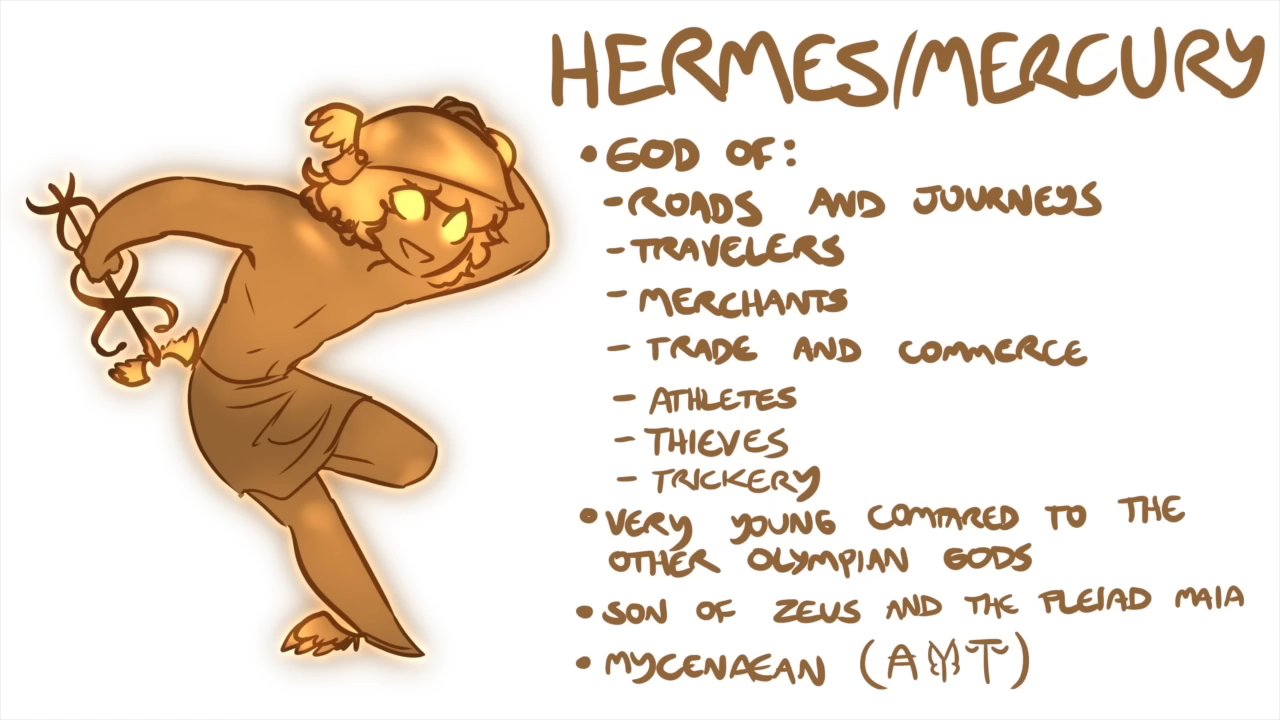 HERMES/MERCURY
• GOD OF:
- ROADS AND JOURNEYS
- TRAVELERS
- MERCHANTS
- TRADE AND COMMERCE
- ATHLETES
- THIEVES
- TRICKERY
• VERY YOUNG COMPARED TO THE
OTHER OLYMPIAN GODS
• SON OF ZEUS AND THE PLEIAD MAIA
• MYCENAEAN